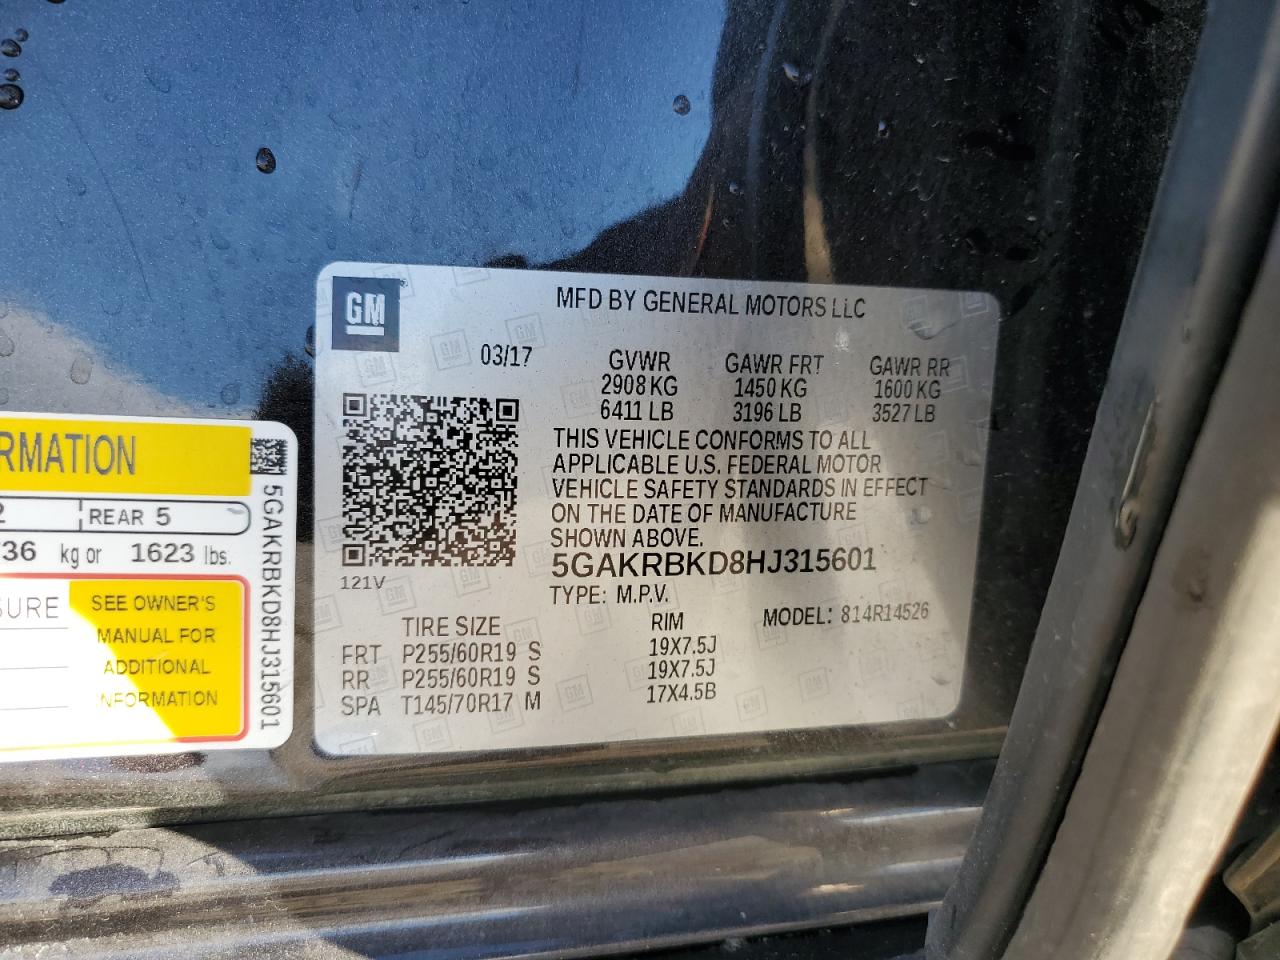 GM
MFD BY GENERAL MOTORS LLC
03/17
GVWR GAWR FRT GAWR RR
2908 KG 1450 KG 1600 KG
6411 LB 3196 LB 3527 LB
THIS VEHICLE CONFORMS TO ALL
APPLICABLE U.S. FEDERAL MOTOR
VEHICLE SAFETY STANDARDS IN EFFECT
ON THE DATE OF MANUFACTURE
SHOWN ABOVE.
5GAKRBKD8HJ315601
121V
TYPE: M.P.V. MODEL: 814R14526
TIRE SIZE RIM
FRT P255/60R19 S 19X7.5J
RR P255/60R19 S 19X7.5J
SPA T145/70R17 M 17X4.5B
RMATION
2 REAR 5
736 kg or 1623 lbs.
SURE
SEE OWNER'S
MANUAL FOR
ADDITIONAL
INFORMATION
5GAKRBKD8HJ315601